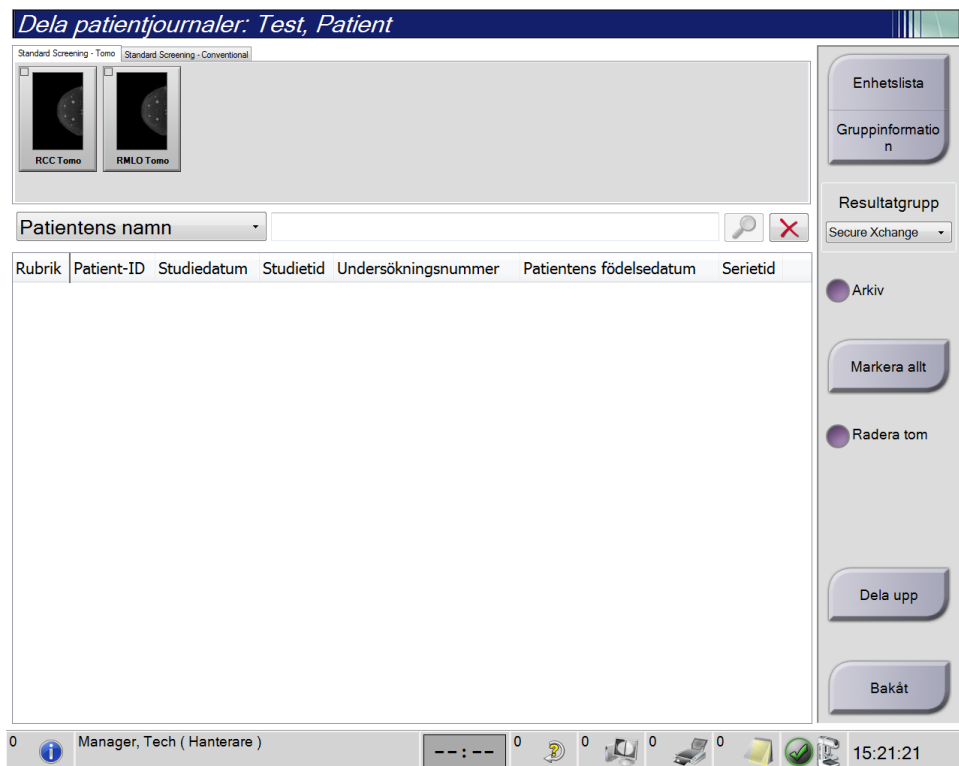 Dela patientjournaler: Test, Patient
Standard Screening - Tomo Standard Screening - Conventional
RCC Tomo RMLO Tomo
Enhetslista
Gruppinformatio
n
Resultatgrupp
Secure Xchange
Patientens namn
Rubrik Patient-ID Studiedatum Studietid Undersökningsnummer Patientens födelsedatum Serietid
Arkiv
Markera allt
Radera tom
Dela upp
Bakåt
0 Manager, Tech ( Hanterare ) --:-- 0 0 0 0 15:21:21